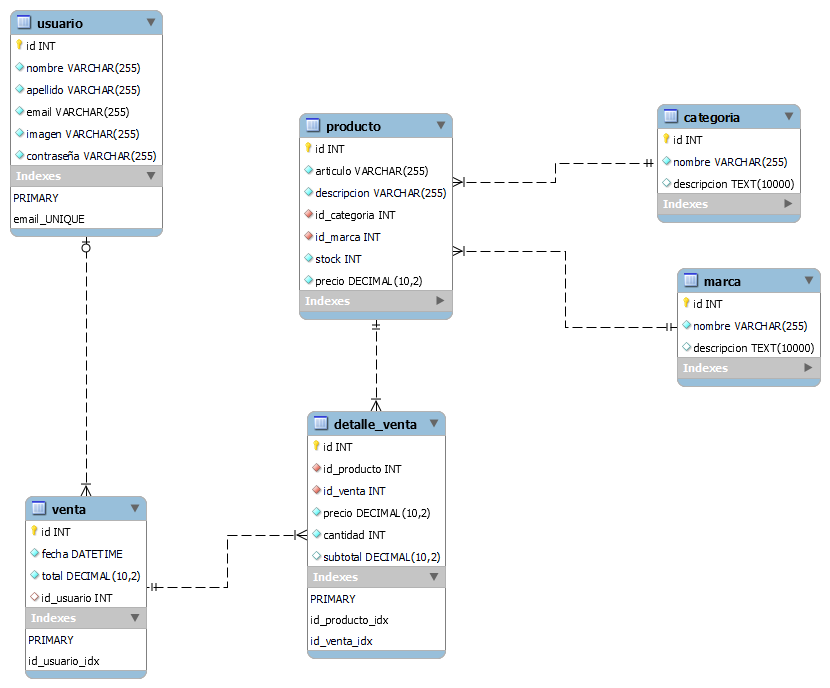 usuario
id INT
nombre VARCHAR(255)
apellido VARCHAR(255)
email VARCHAR(255)
imagen VARCHAR(255)
contraseña VARCHAR(255)
Indexes
PRIMARY
email_UNIQUE
producto
id INT
articulo VARCHAR(255)
descripcion VARCHAR(255)
id_categoria INT
id_marca INT
stock INT
precio DECIMAL(10,2)
Indexes
categoria
id INT
nombre VARCHAR(255)
descripcion TEXT(10000)
Indexes
marca
id INT
nombre VARCHAR(255)
descripcion TEXT(10000)
Indexes
detalle_venta
id INT
id_producto INT
id_venta INT
precio DECIMAL(10,2)
cantidad INT
subtotal DECIMAL(10,2)
Indexes
PRIMARY
id_producto_idx
id_venta_idx
venta
id INT
fecha DATETIME
total DECIMAL(10,2)
id_usuario INT
Indexes
PRIMARY
id_usuario_idx